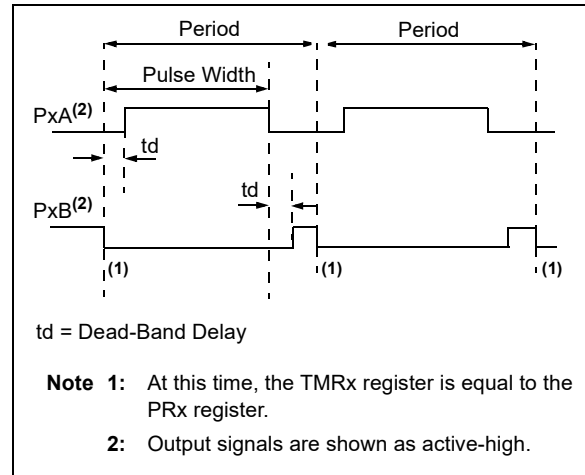 Period Period
Pulse Width
PxA(2)
td
td
PxB(2)
(1) (1) (1)
td = Dead-Band Delay
Note 1: At this time, the TMRx register is equal to the
PRx register.
2: Output signals are shown as active-high.